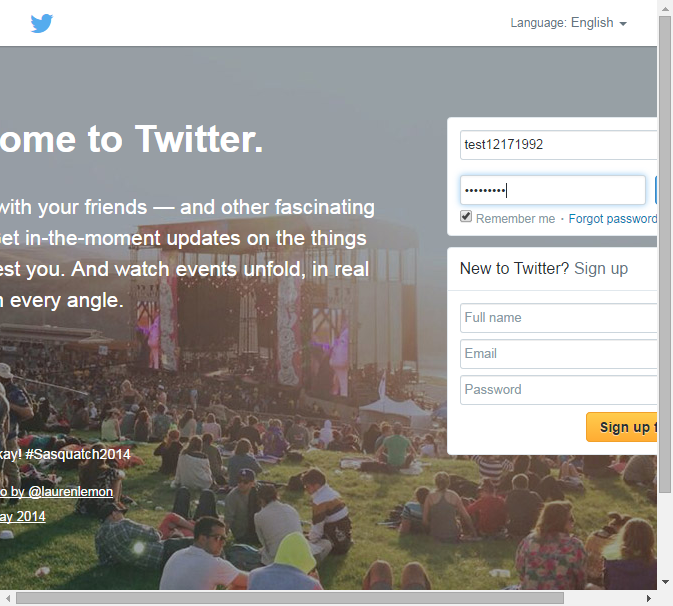 Language: English
ome to Twitter.
with your friends — and other fascinating
et in-the-moment updates on the things
est you. And watch events unfold, in real
every angle.
kay! #Sasquatch2014
o by @laurenlemon
ay 2014
test12171992
•••••••••
Remember me · Forgot password
New to Twitter? Sign up
Full name
Email
Password
Sign up f